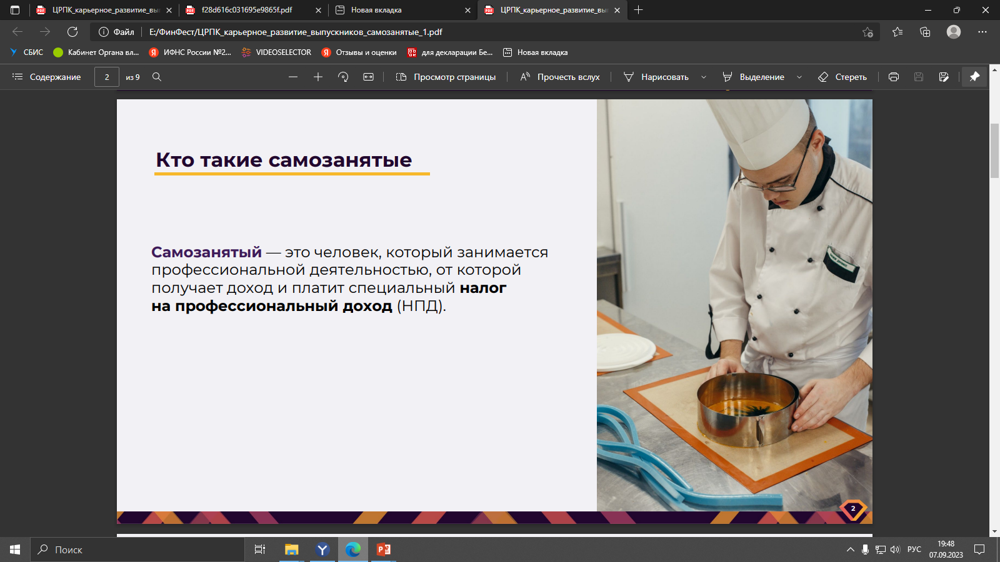 ЦРПК_карьерное_развитие_вы
f28d616c031695e9865f.pdf
Новая вкладка
ЦРПК_карьерное_развитие_вы
Файл
E:/ФинФест/ЦРПК_карьерное_развитие_выпускников_самозанятые_1.pdf
СБИС
Кабинет Органа вл...
ИФНС России №2...
VIDEOSELECTOR
Отзывы и оценки
для декларации Бе...
Новая вкладка
Содержание
2
из 9
Просмотр страницы
Прочесть вслух
Нарисовать
Выделение
Стереть
Кто такие самозанятые
Самозанятый — это человек, который занимается
профессиональной деятельностью, от которой
получает доход и платит специальный налог
на профессиональный доход (НПД).
2
Поиск
РУС
19:48
07.09.2023